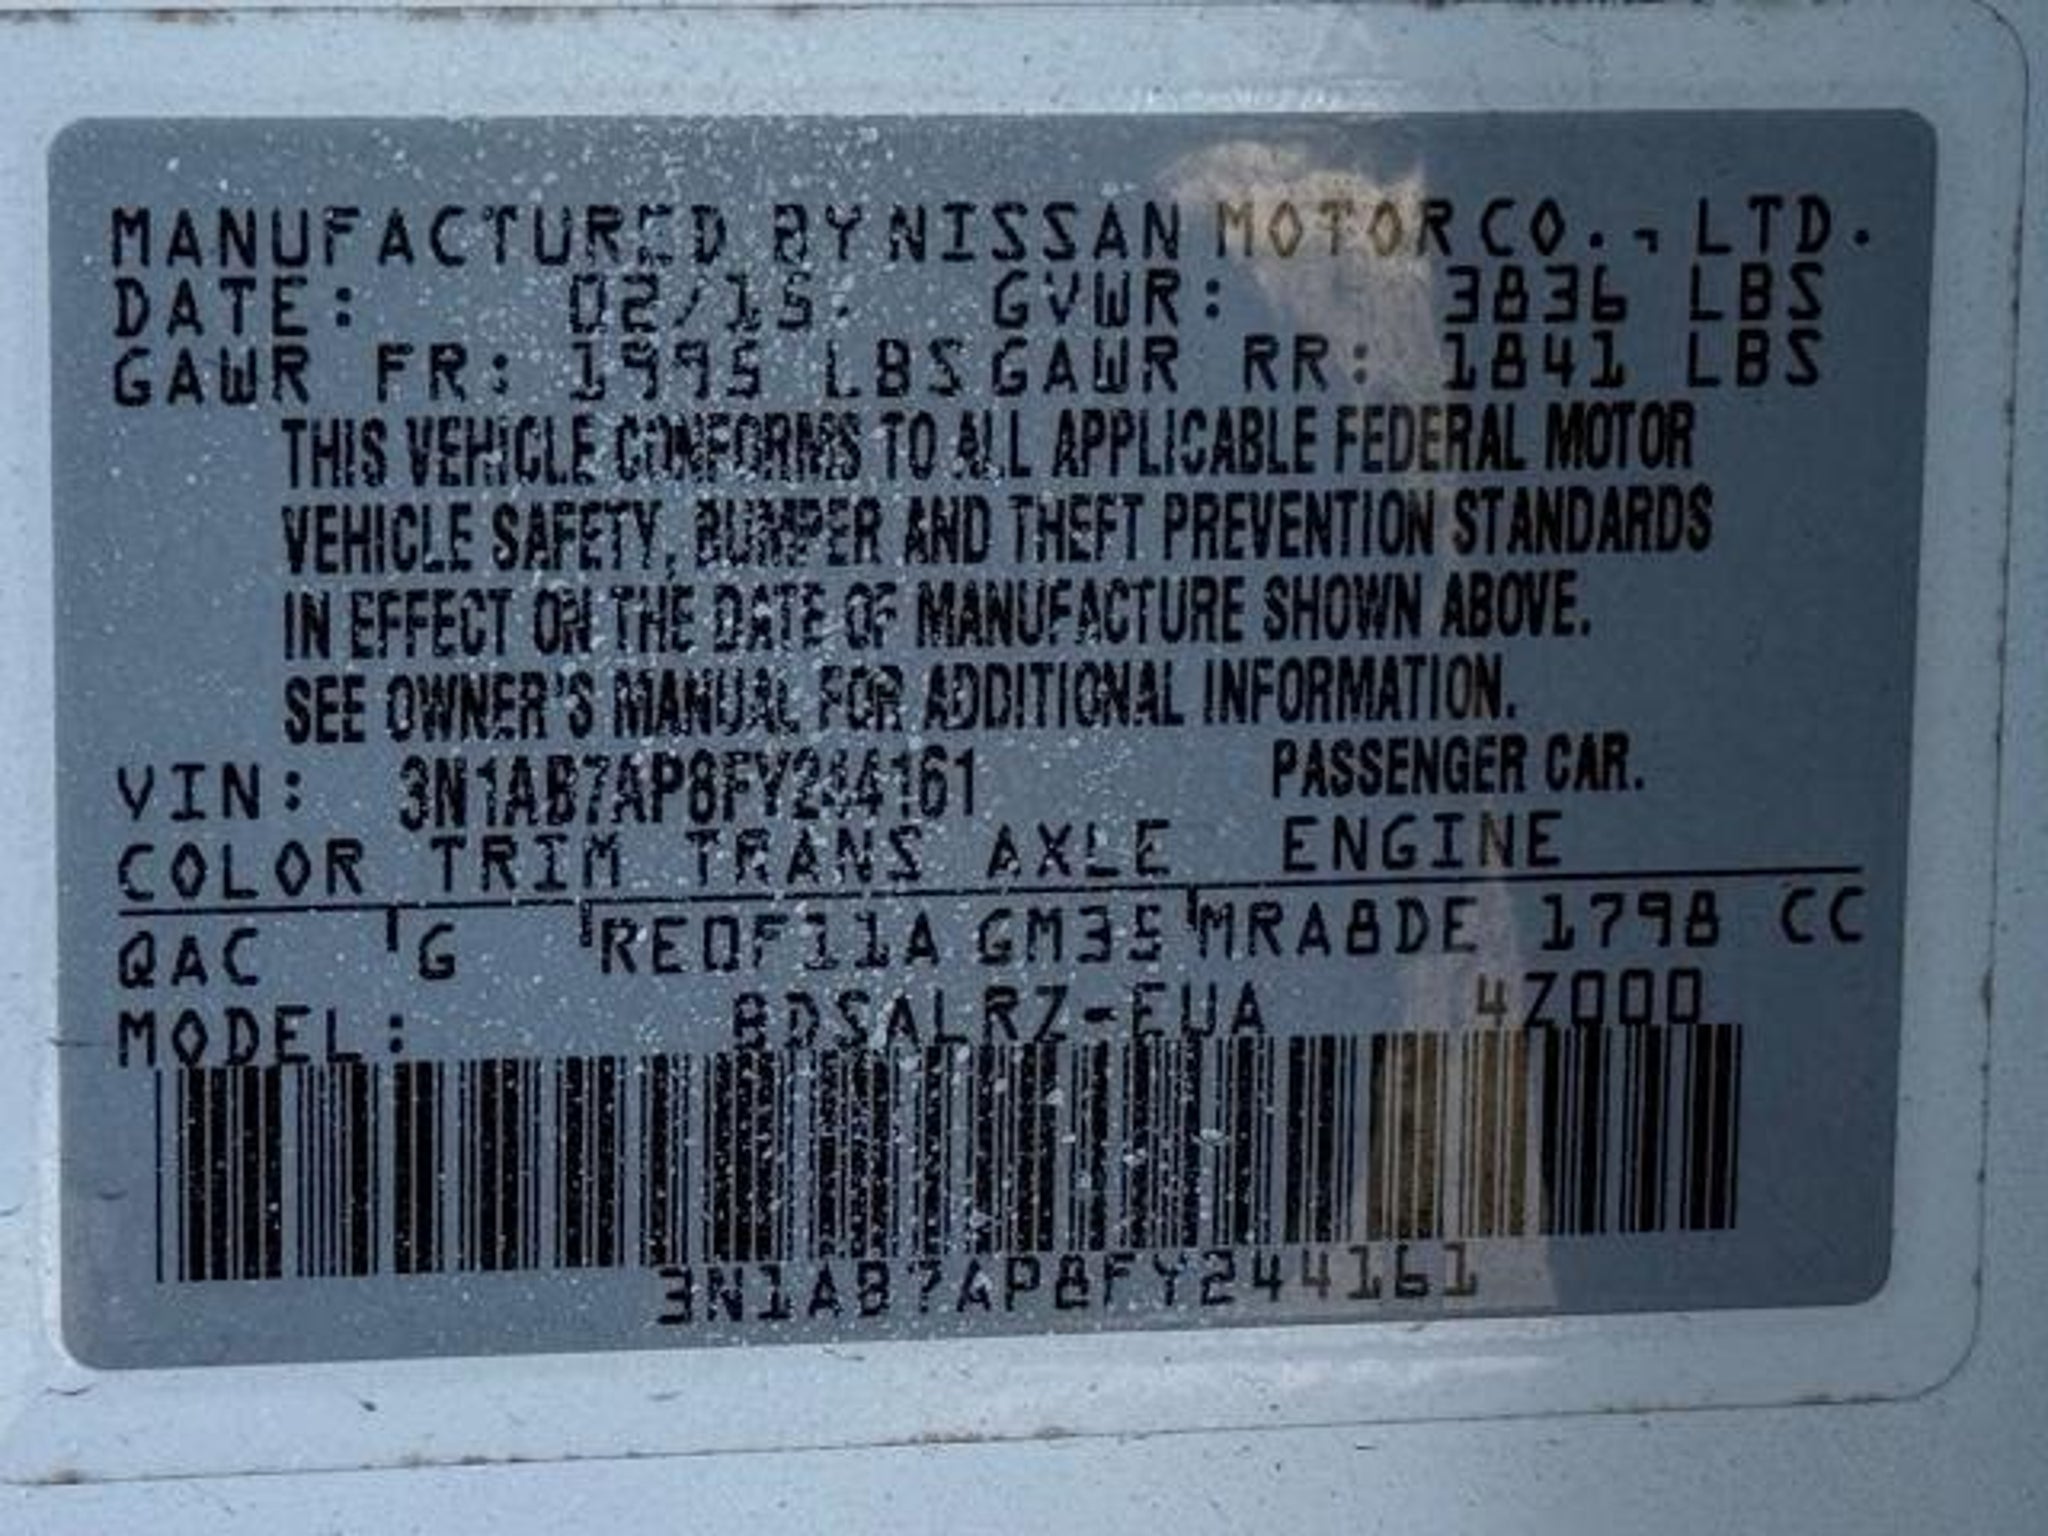 MANUFACTURED BY NISSAN MOTOR CO., LTD.
DATE: 02/15 GVWR: 3836 LBS
GAWR FR: 1995 LBS GAWR RR: 1841 LBS
THIS VEHICLE CONFORMS TO ALL APPLICABLE FEDERAL MOTOR
VEHICLE SAFETY, BUMPER AND THEFT PREVENTION STANDARDS
IN EFFECT ON THE DATE OF MANUFACTURE SHOWN ABOVE.
SEE OWNER'S MANUAL FOR ADDITIONAL INFORMATION.
VIN: 3N1AB7AP8FY244161 PASSENGER CAR.
COLOR TRIM TRANS AXLE ENGINE
QAC G RE0F11A GM35 MRA8DE 1798 CC
MODEL: BDSALRZ-EUA 4Z000
3N1AB7AP8FY244161